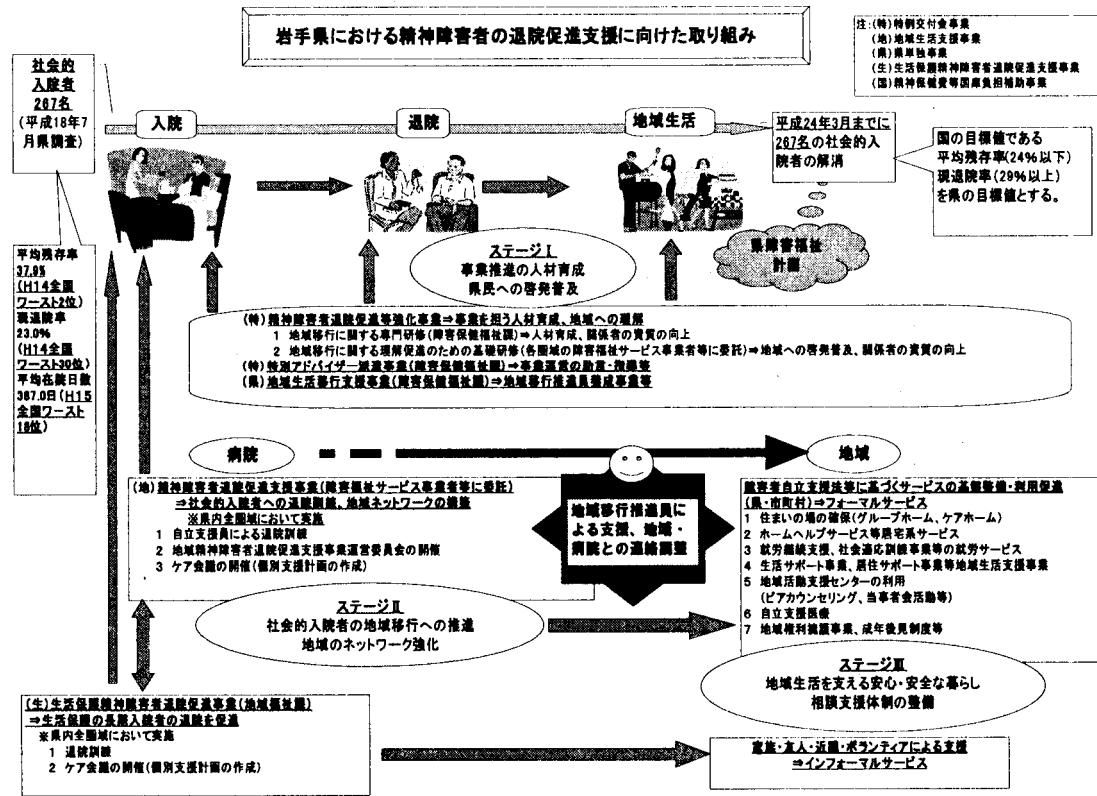 岩手県における精神障害者の退院促進支援に向けた取り組み
注:(特)特例交付金事業
(地)地域生活支援事業
(県)県単独事業
(生)生活保護精神障害者退院促進支援事業
(国)精神保健費等国庫負担補助事業
社会的
入院者
267名
(平成18年7
月県調査)
入院
退院
地域生活
平成24年3月までに
267名の社会的入
院者の解消
国の目標値である
平均残存率(24%以下)
現退院率(29%以上)
を県の目標値とする。
県障害福祉
計画
平均残存率
37.9%
(H14全国
ワースト2位)
現退院率
23.0%
(H14全国
ワースト30位)
平均在院日数
387.0日(H15
全国ワースト
18位)
ステージⅠ
事業推進の人材育成
県民への啓発普及
(特)精神障害者退院促進等強化事業⇒事業を担う人材育成、地域への理解
1 地域移行に関する専門研修(障害保健福祉課)⇒人材育成、関係者の資質の向上
2 地域移行に関する理解促進のための基礎研修(各圏域の障害福祉サービス事業者等に委託)⇒地域への啓発普及、関係者の資質の向上
(特)特別アドバイザー派遣事業(障害保健福祉課)⇒事業運営の助言・指導等
(県)地域生活移行支援事業(障害保健福祉課)⇒地域移行推進員養成事業等
病院
地域
(地)精神障害者退院促進支援事業(障害福祉サービス事業者等に委託)
⇒社会的入院者への退院訓練、地域ネットワークの構築
※県内全圏域において実施
1 自立支援員による退院訓練
2 地域精神障害者退院促進支援事業運営委員会の開催
3 ケア会議の開催(個別支援計画の作成)
地域移行推進員に
よる支援、地域・
病院との連絡調整
障害者自立支援法等に基づくサービスの基盤整備・利用促進
(県・市町村)⇒フォーマルサービス
1 住まいの場の確保(グループホーム、ケアホーム)
2 ホームヘルプサービス等居宅系サービス
3 就労継続支援、社会適応訓練事業等の就労サービス
4 生活サポート事業、居住サポート事業等地域生活支援事業
5 地域活動支援センターの利用
(ピアカウンセリング、当事者会活動等)
6 自立支援医療
7 地域権利擁護事業、成年後見制度等
ステージⅡ
社会的入院者の地域移行への推進
地域のネットワーク強化
ステージⅢ
地域生活を支える安心・安全な暮らし
相談支援体制の整備
(生)生活保護精神障害者退院促進事業(地域福祉課)
⇒生活保護の長期入院者の退院を促進
※県内全圏域において実施
1 退院訓練
2 ケア会議の開催(個別支援計画の作成)
家族・友人・近隣・ボランティアによる支援
⇒インフォーマルサービス